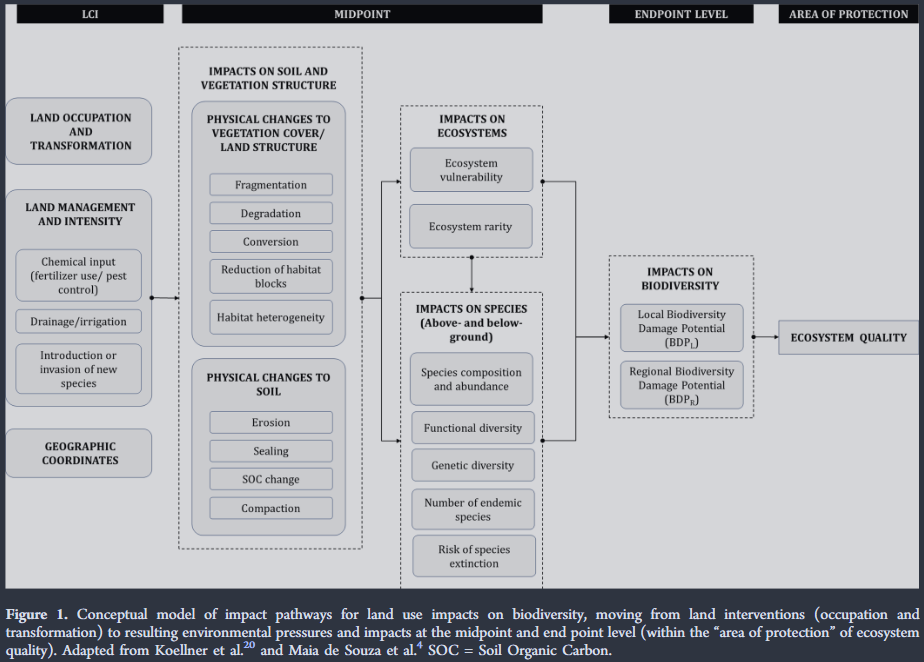 LCI
MIDPOINT
ENDPOINT LEVEL
AREA OF PROTECTION
LAND OCCUPATION
AND
TRANSFORMATION
LAND MANAGEMENT
AND INTENSITY
Chemical input
(fertilizer use/ pest
control)
Drainage/irrigation
Introduction or
invasion of new
species
GEOGRAPHIC
COORDINATES
IMPACTS ON SOIL AND
VEGETATION STRUCTURE
PHYSICAL CHANGES TO
VEGETATION COVER/
LAND STRUCTURE
Fragmentation
Degradation
Conversion
Reduction of habitat
blocks
Habitat heterogeneity
PHYSICAL CHANGES TO
SOIL
Erosion
Sealing
SOC change
Compaction
IMPACTS ON
ECOSYSTEMS
Ecosystem
vulnerability
Ecosystem rarity
IMPACTS ON SPECIES
(Above- and below-
ground)
Species composition
and abundance
Functional diversity
Genetic diversity
Number of endemic
species
Risk of species
extinction
IMPACTS ON
BIODIVERSITY
Local Biodiversity
Damage Potential
(BDPL)
Regional Biodiversity
Damage Potential
(BDPR)
ECOSYSTEM QUALITY
Figure 1. Conceptual model of impact pathways for land use impacts on biodiversity, moving from land interventions (occupation and
transformation) to resulting environmental pressures and impacts at the midpoint and end point level (within the “area of protection” of ecosystem
quality). Adapted from Koellner et al.20 and Maia de Souza et al.4 SOC = Soil Organic Carbon.